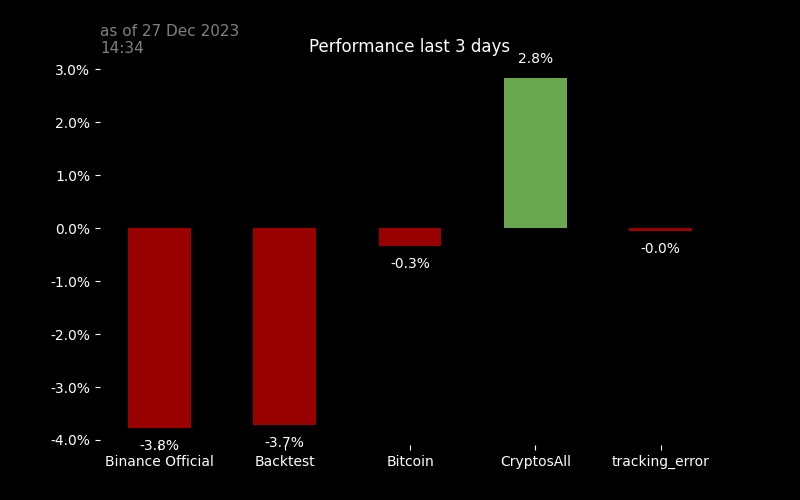 as of 27 Dec 2023
14:34
Performance last 3 days
2.8%
3.0%
2.0%
1.0%
0.0%
-1.0%
-2.0%
-3.0%
-4.0%
-0.3%
-0.0%
-3.8%
-3.7%
Binance Official
Backtest
Bitcoin
CryptosAll
tracking_error